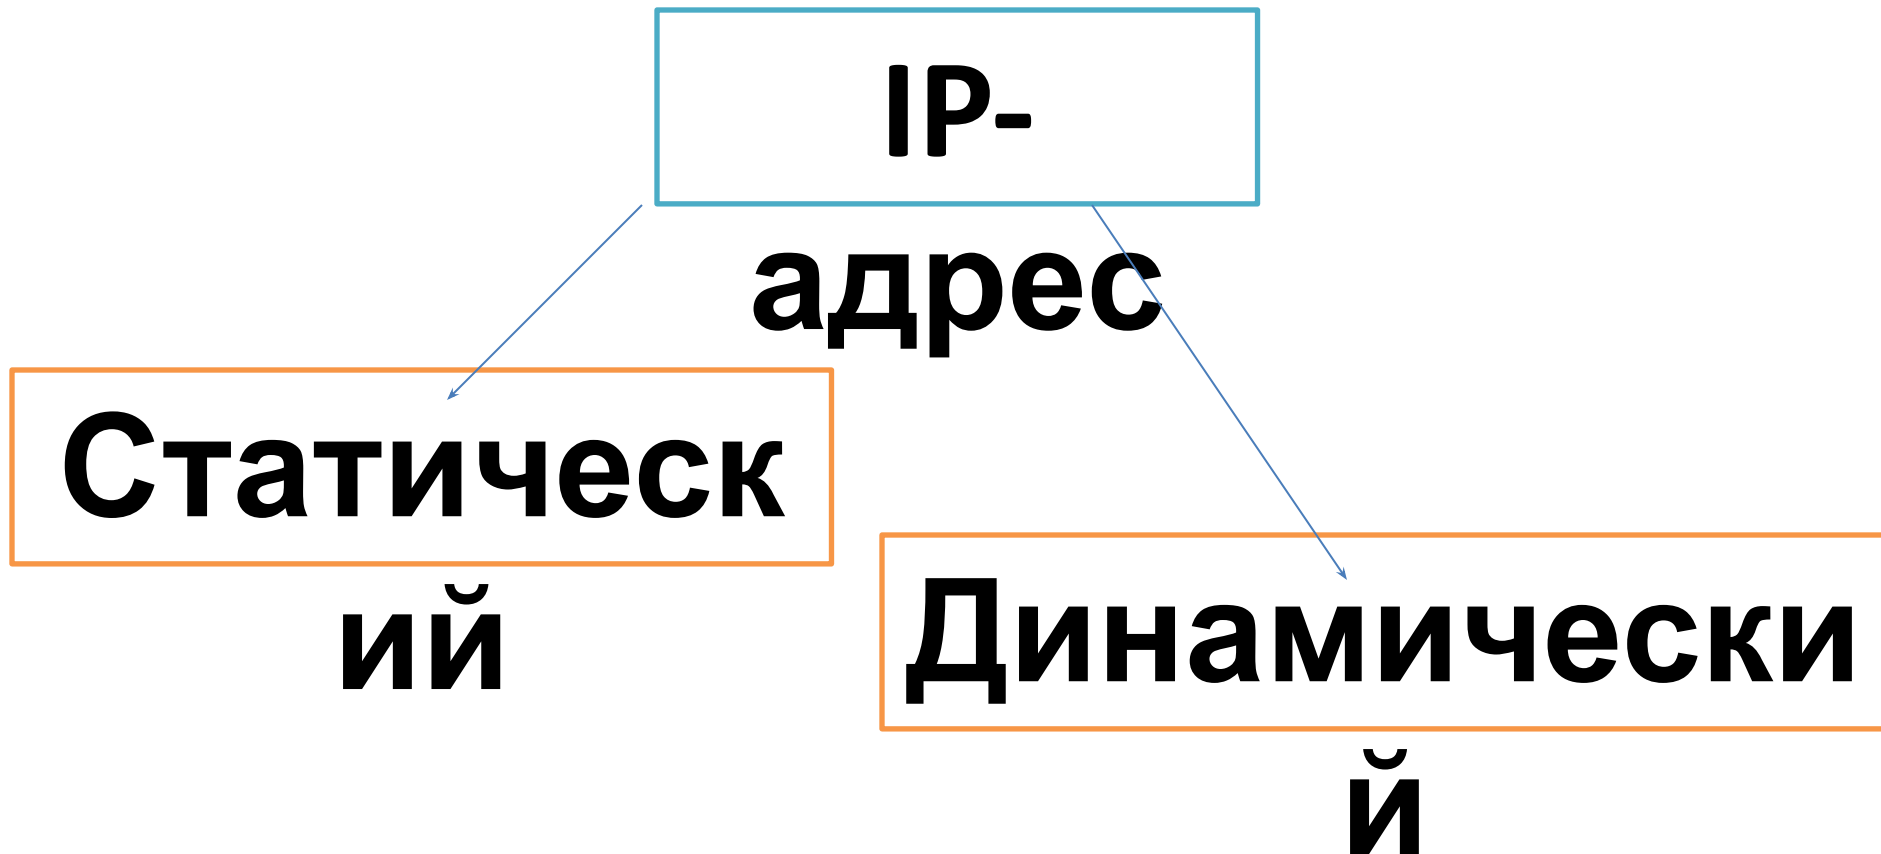 IP-
адрес
Статическ
ий
Динамически
й